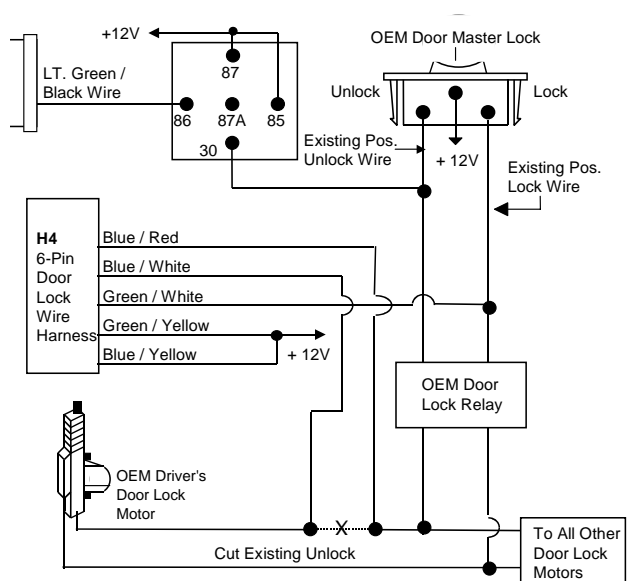 +12V
OEM Door Master Lock
LT. Green /
Black Wire
87
86
87A
85
30
Unlock
Lock
Existing Pos.
Unlock Wire
+ 12V
Existing Pos.
Lock Wire
H4
6-Pin
Door
Lock
Wire
Harness
Blue / Red
Blue / White
Green / White
Green / Yellow
Blue / Yellow
+ 12V
OEM Door
Lock Relay
OEM Driver's
Door Lock
Motor
X
Cut Existing Unlock
To All Other
Door Lock
Motors